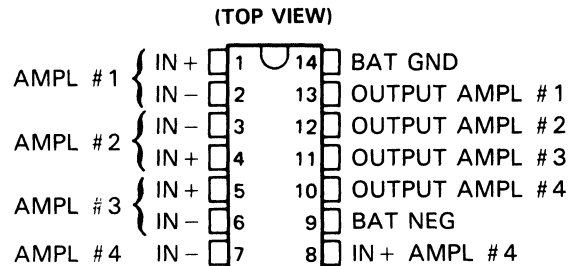 (TOP VIEW)
AMPL #1
IN+ 1 14 BAT GND
IN− 2 13 OUTPUT AMPL #1
AMPL #2
IN− 3 12 OUTPUT AMPL #2
IN+ 4 11 OUTPUT AMPL #3
AMPL #3
IN+ 5 10 OUTPUT AMPL #4
IN− 6 9 BAT NEG
AMPL #4 IN− 7 8 IN+ AMPL #4